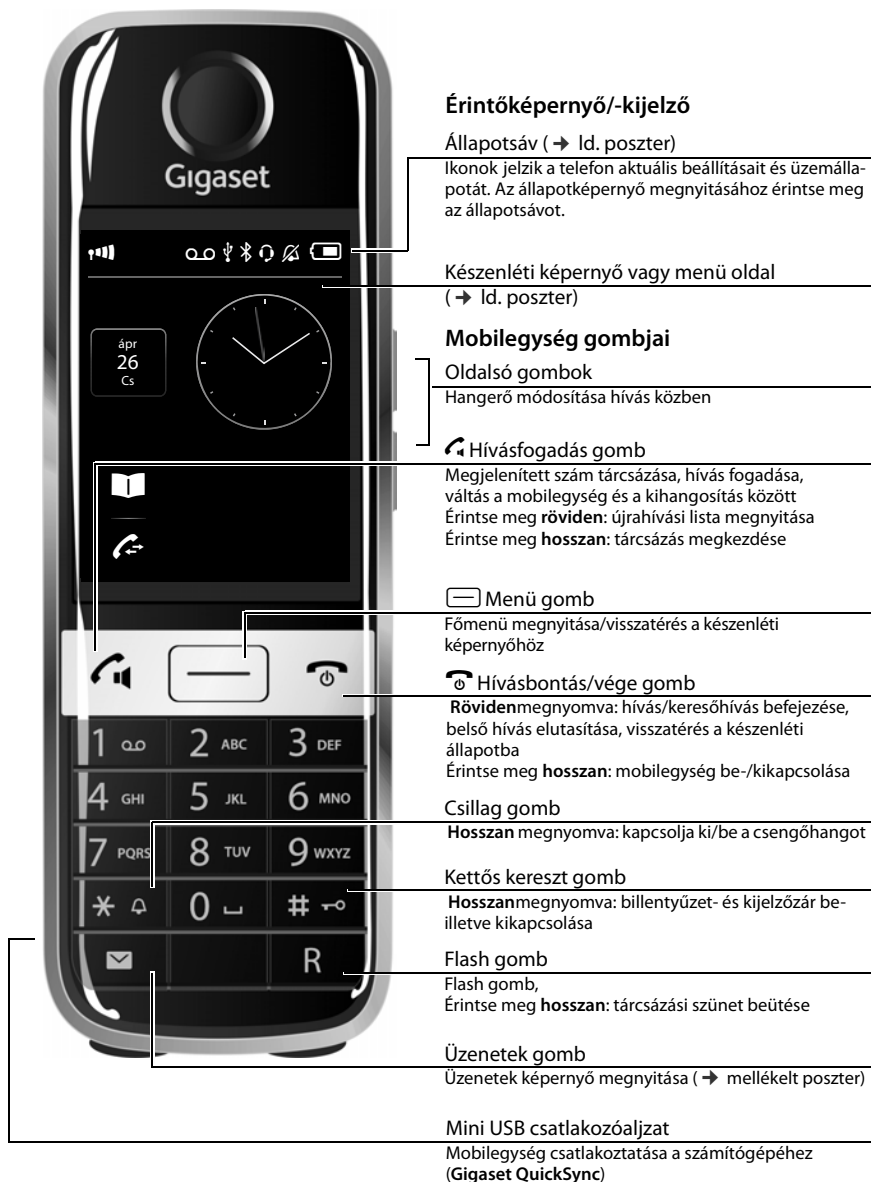 Gigaset
ápr
26
Cs
1
2 ABC
3 DEF
4 GHI
5 JKL
6 MNO
7 PQRS
8 TUV
9 WXYZ
*
0
#
R
Érintőképernyő/-kijelző
Állapotsáv ( ➔ ld. poszter)
Ikonok jelzik a telefon aktuális beállításait és üzemálla-
potát. Az állapotképernyő megnyitásához érintse meg
az állapotsávot.
Készenléti képernyő vagy menü oldal
( ➔ ld. poszter)
Mobilegység gombjai
Oldalsó gombok
Hangerő módosítása hívás közben
Hívásfogadás gomb
Megjelenített szám tárcsázása, hívás fogadása,
váltás a mobilegység és a kihangosítás között
Érintse meg röviden: újrahívási lista megnyitása
Érintse meg hosszan: tárcsázás megkezdése
Menü gomb
Főmenü megnyitása/visszatérés a készenléti
képernyőhöz
Hívásbontás/vége gomb
Rövidenmegnyomva: hívás/keresőhívás befejezése,
belső hívás elutasítása, visszatérés a készenléti
állapotba
Érintse meg hosszan: mobilegység be-/kikapcsolása
Csillag gomb
Hosszan megnyomva: kapcsolja ki/be a csengőhangot
Kettős kereszt gomb
Hosszanmegnyomva: billentyűzet- és kijelzőzár be-
illetve kikapcsolása
Flash gomb
Flash gomb,
Érintse meg hosszan: tárcsázási szünet beütése
Üzenetek gomb
Üzenetek képernyő megnyitása ( ➔ mellékelt poszter)
Mini USB csatlakozóaljzat
Mobilegység csatlakoztatása a számítógépéhez
(Gigaset QuickSync)